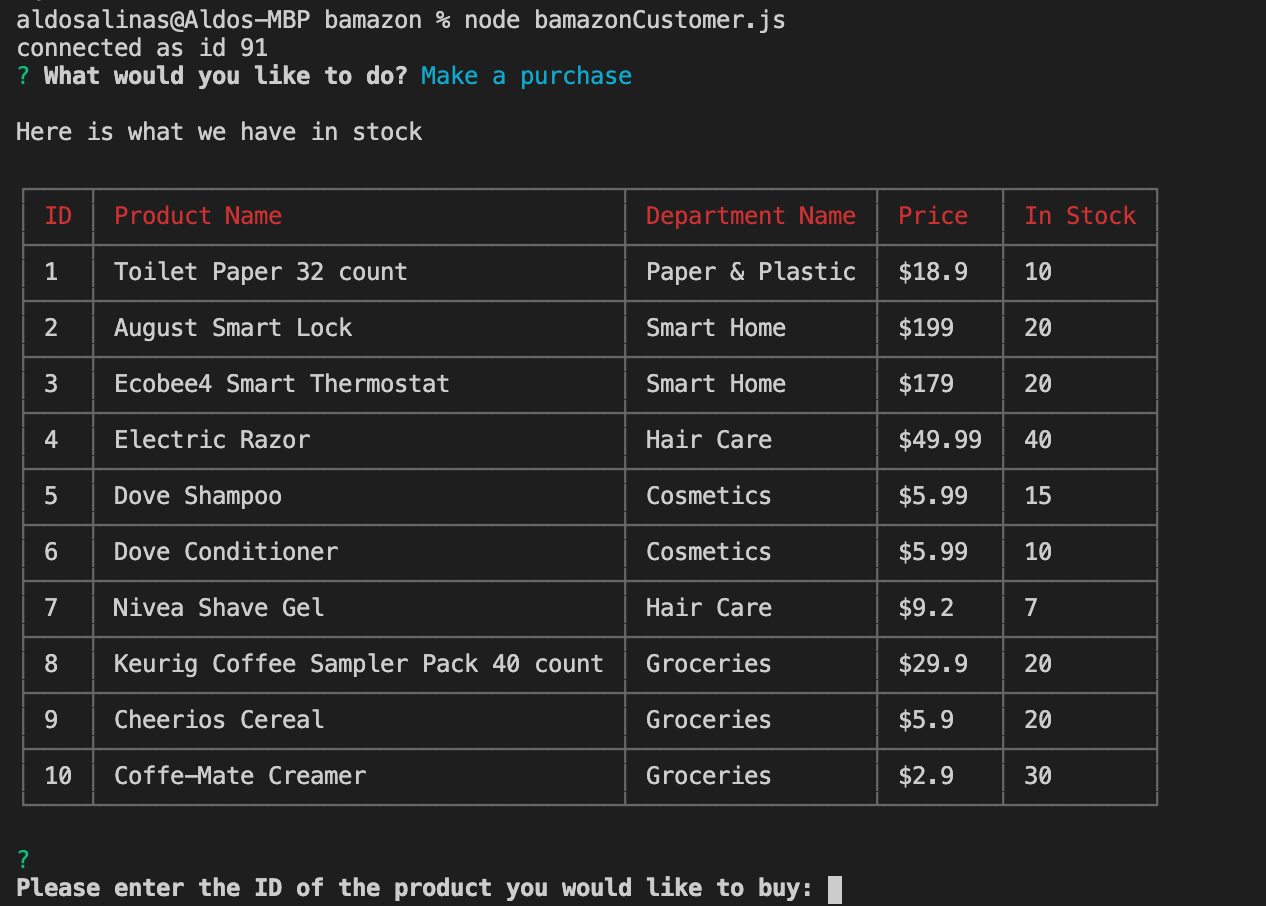 aldosalinas@Aldos-MBP bamazon % node bamazonCustomer.js
connected as id 91
? What would you like to do? Make a purchase
Here is what we have in stock
ID Product Name Department Name Price In Stock
1 Toilet Paper 32 count Paper & Plastic $18.9 10
2 August Smart Lock Smart Home $199 20
3 Ecobee4 Smart Thermostat Smart Home $179 20
4 Electric Razor Hair Care $49.99 40
5 Dove Shampoo Cosmetics $5.99 15
6 Dove Conditioner Cosmetics $5.99 10
7 Nivea Shave Gel Hair Care $9.2 7
8 Keurig Coffee Sampler Pack 40 count Groceries $29.9 20
9 Cheerios Cereal Groceries $5.9 20
10 Coffe-Mate Creamer Groceries $2.9 30
?
Please enter the ID of the product you would like to buy: